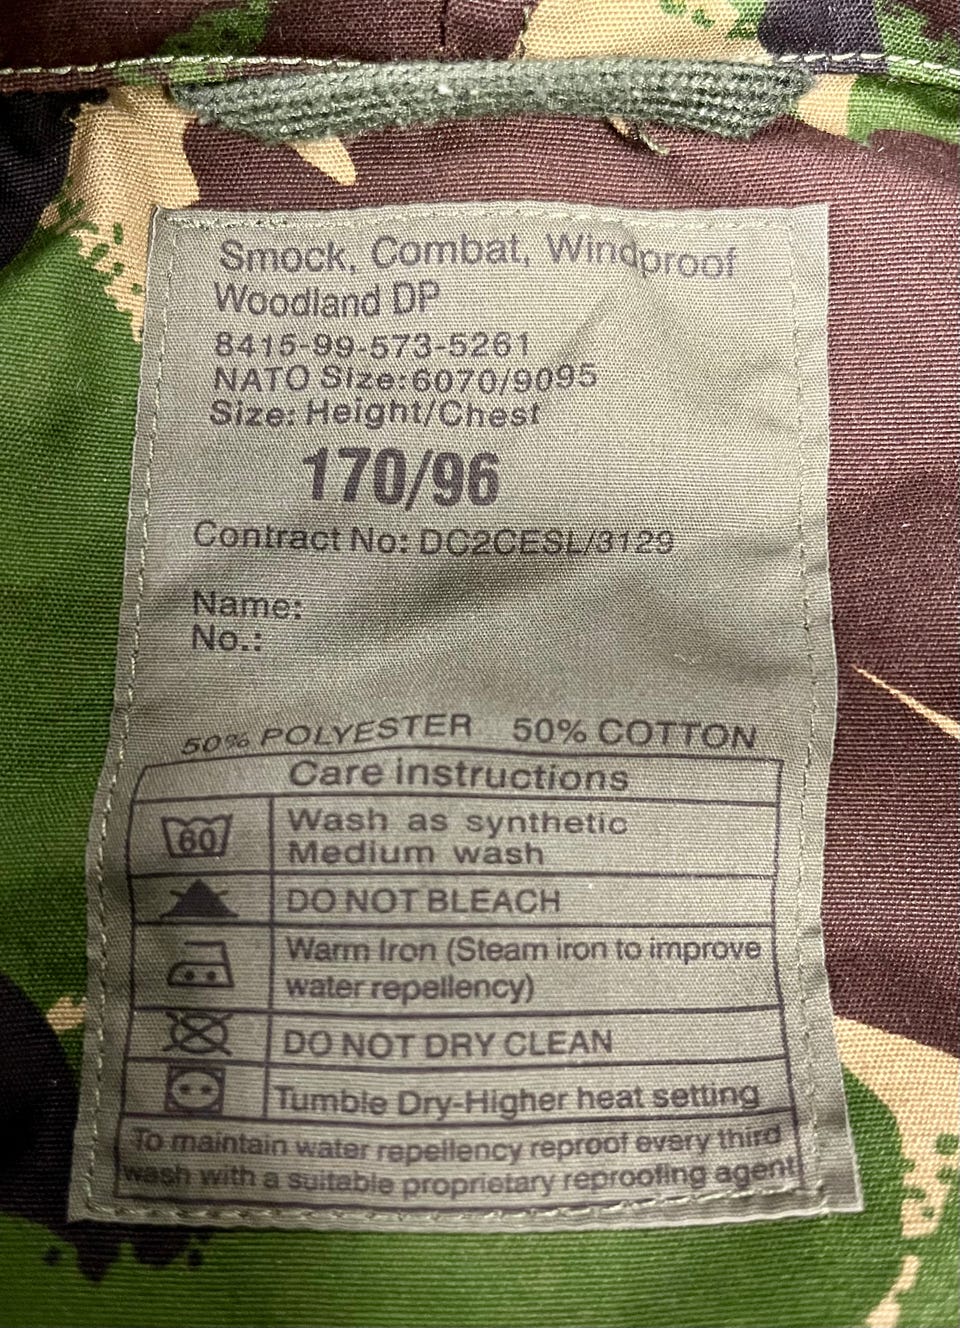 Smock, Combat, Windproof
Woodland DP
8415-99-573-5261
NATO Size:6070/9095
Size: Height/Chest
170/96
Contract No: DC2CESL/3129
Name:
No.:
50% POLYESTER 50% COTTON
Care instructions
60
Wash as synthetic
Medium wash
DO NOT BLEACH
Warm Iron (Steam iron to improve
water repellency)
DO NOT DRY CLEAN
Tumble Dry-Higher heat setting
To maintain water repellency reproof every third
wash with a suitable proprietary reproofing agent